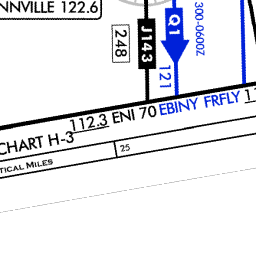 NNVILLE 122.6
248
J143
Q1
121
300-0600Z
112.3 ENI 70 EBINY FRFLY
CHART H-3
TICAL MILES
25